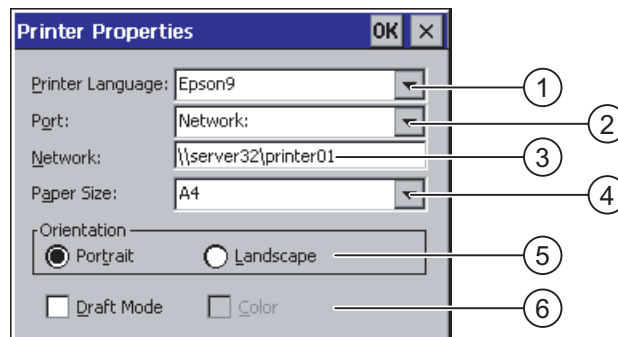 Printer Properties OK ×
Printer Language: Epson9 1
Port: Network: 2
Network: \\server32\printer01 3
Paper Size: A4 4
Orientation
Portrait Landscape 5
Draft Mode Color 6